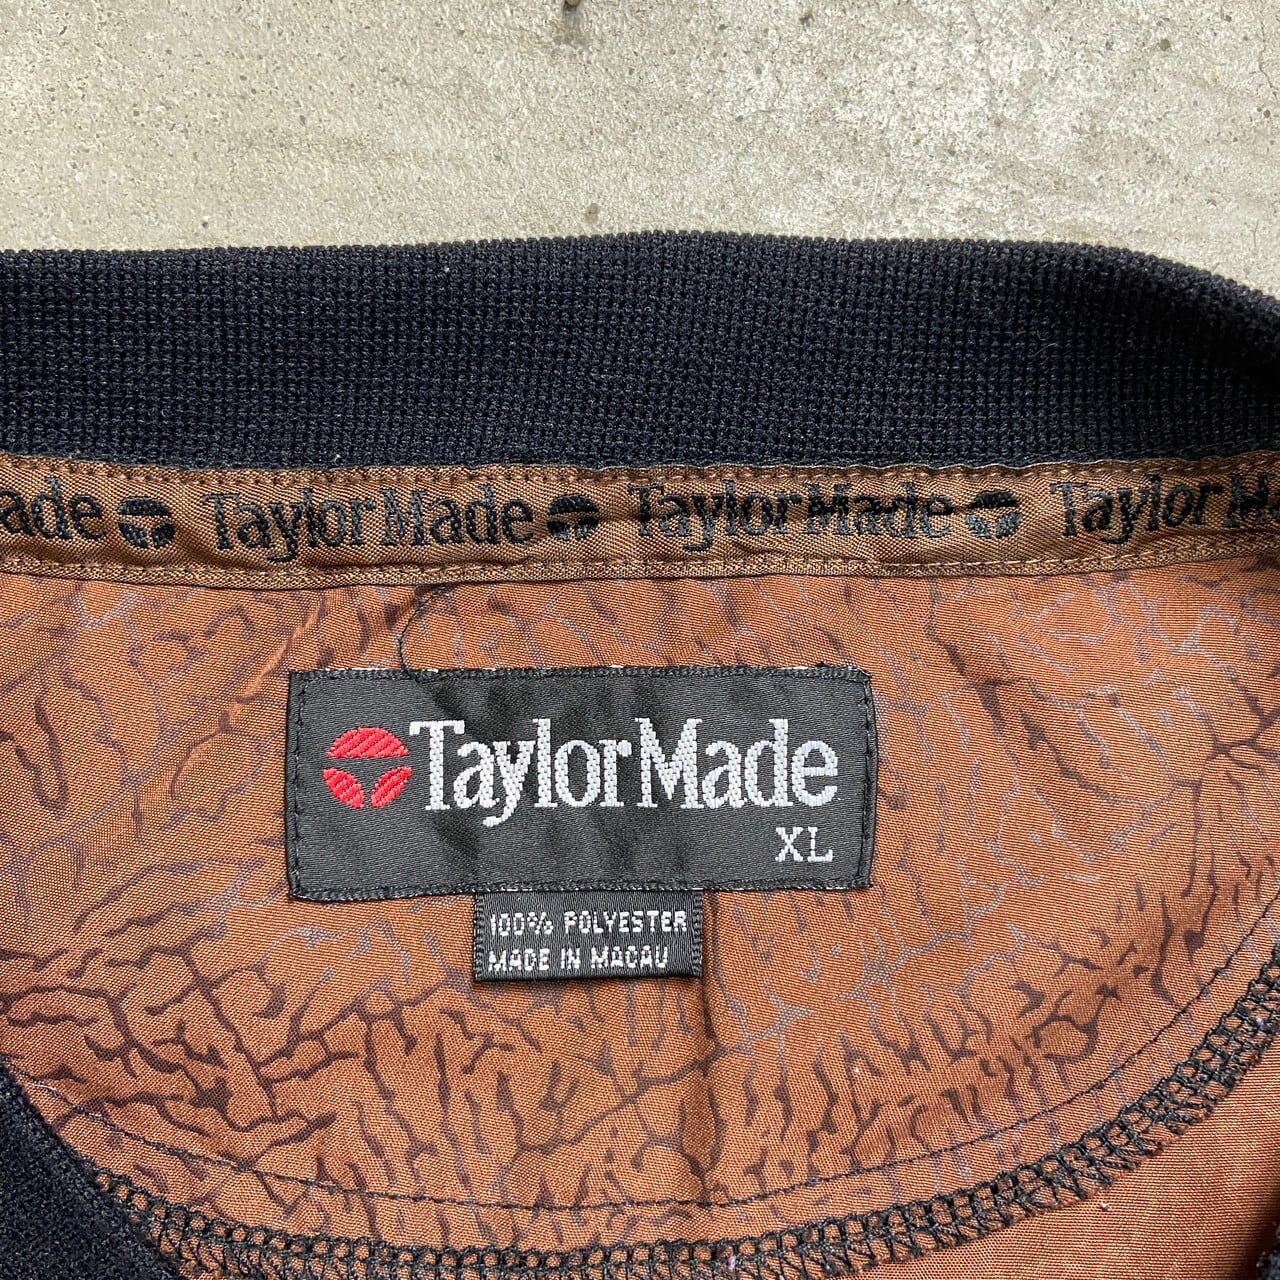 ade TaylorMade TaylorMade TaylorMa
TaylorMade
XL
100% POLYESTER
MADE IN MACAU